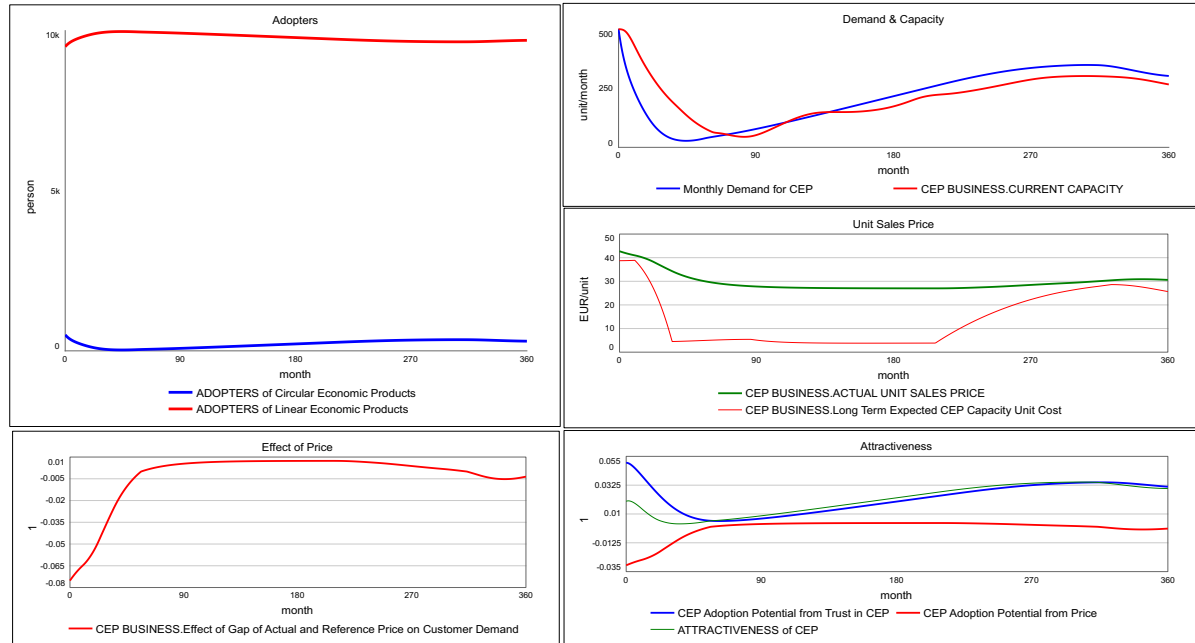 Adopters
10k
5k
0
person
0
90
180
270
360
month
ADOPTERS of Circular Economic Products
ADOPTERS of Linear Economic Products
Demand & Capacity
500
250
0
unit/month
0
90
180
270
360
month
Monthly Demand for CEP
CEP BUSINESS.CURRENT CAPACITY
Unit Sales Price
50
40
30
20
10
0
EUR/unit
0
90
180
270
360
month
CEP BUSINESS.ACTUAL UNIT SALES PRICE
CEP BUSINESS.Long Term Expected CEP Capacity Unit Cost
Effect of Price
0.01
-0.005
-0.02
-0.035
-0.05
-0.065
-0.08
1
0
90
180
270
360
month
CEP BUSINESS.Effect of Gap of Actual and Reference Price on Customer Demand
Attractiveness
0.055
0.0325
0.01
-0.0125
-0.035
1
0
90
180
270
360
month
CEP Adoption Potential from Trust in CEP
CEP Adoption Potential from Price
ATTRACTIVENESS of CEP